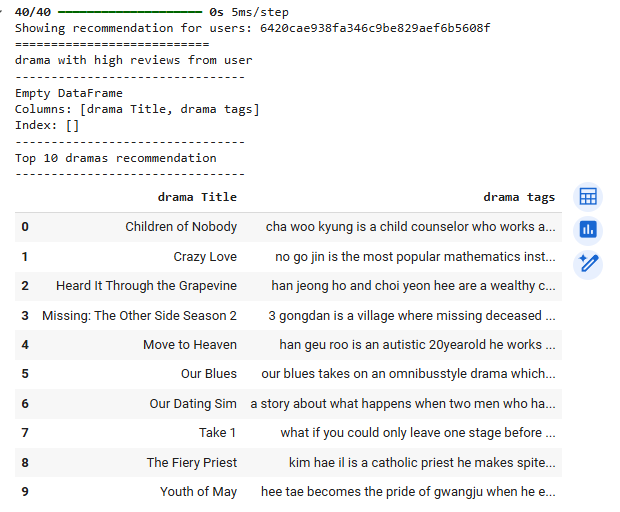 40/40 ━━━━━━━━━━━━━━━━━━━━ 0s 5ms/step
Showing recommendation for users: 6420cae938fa346c9be829aef6b5608f
===========================
drama with high reviews from user
--------------------------------
Empty DataFrame
Columns: [drama Title, drama tags]
Index: []
--------------------------------
Top 10 dramas recommendation
--------------------------------
drama Title drama tags
0 Children of Nobody cha woo kyung is a child counselor who works a...
1 Crazy Love no go jin is the most popular mathematics inst...
2 Heard It Through the Grapevine han jeong ho and choi yeon hee are a wealthy c...
3 Missing: The Other Side Season 2 3 gongdan is a village where missing deceased ...
4 Move to Heaven han geu roo is an autistic 20yearold he works ...
5 Our Blues our blues takes on an omnibusstyle drama which...
6 Our Dating Sim a story about what happens when two men who ha...
7 Take 1 what if you could only leave one stage before ...
8 The Fiery Priest kim hae il is a catholic priest he makes spite...
9 Youth of May hee tae becomes the pride of gwangju when he e...